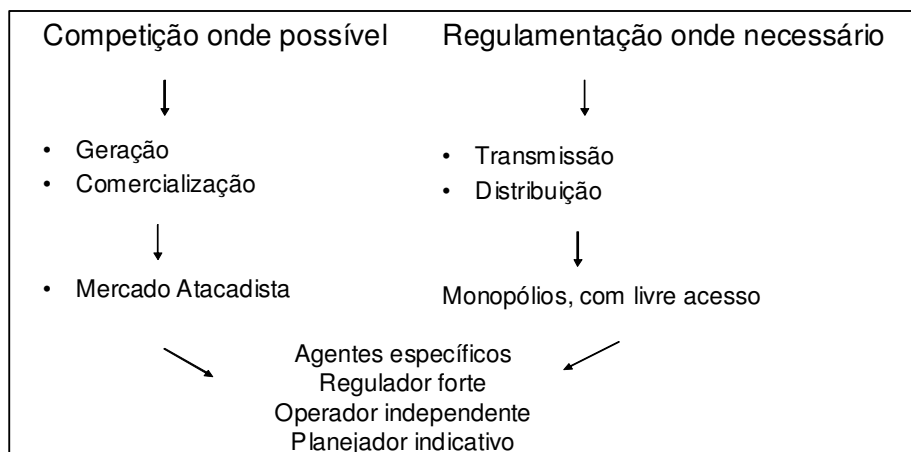 Competição onde possível
Regulamentação onde necessário
• Geração
• Comercialização
• Transmissão
• Distribuição
• Mercado Atacadista
Monopólios, com livre acesso
Agentes específicos
Regulador forte
Operador independente
Planejador indicativo